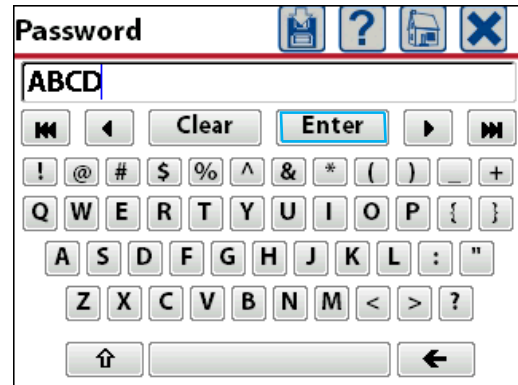 Password ?
ABCD
Clear Enter
! @ # $ % ^ & * ( ) _ +
Q W E R T Y U I O P { }
A S D F G H J K L : "
Z X C V B N M < > ?